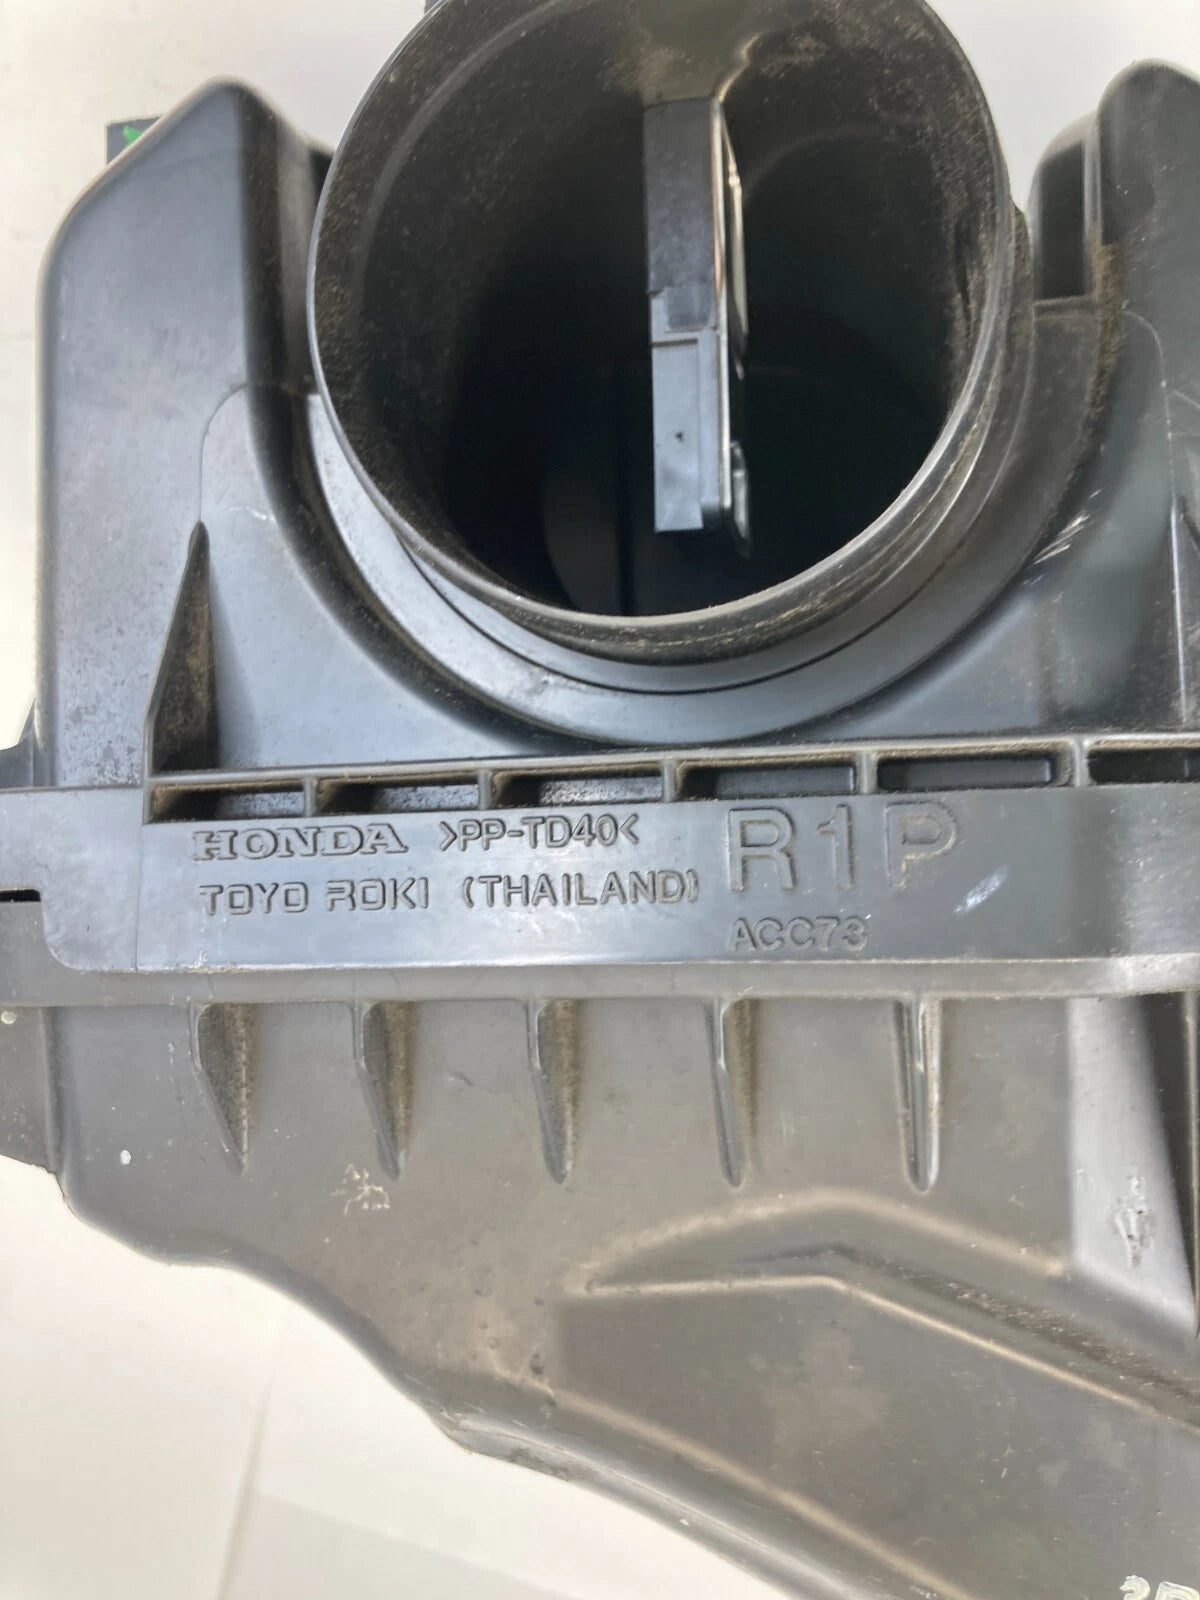 HONDA >PP-TD40< R1P
TOYO ROKI (THAILAND)
ACC73